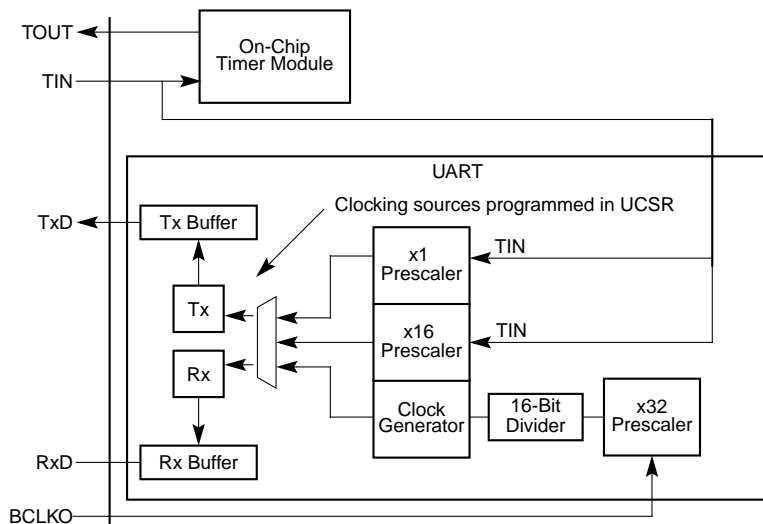 TOUT
On-Chip
Timer Module
TIN
UART
Clocking sources programmed in UCSR
TxD
Tx Buffer
x1
Prescaler
TIN
Tx
x16
Prescaler
TIN
Rx
Clock
Generator
16-Bit
Divider
x32
Prescaler
RxD
Rx Buffer
BCLKO